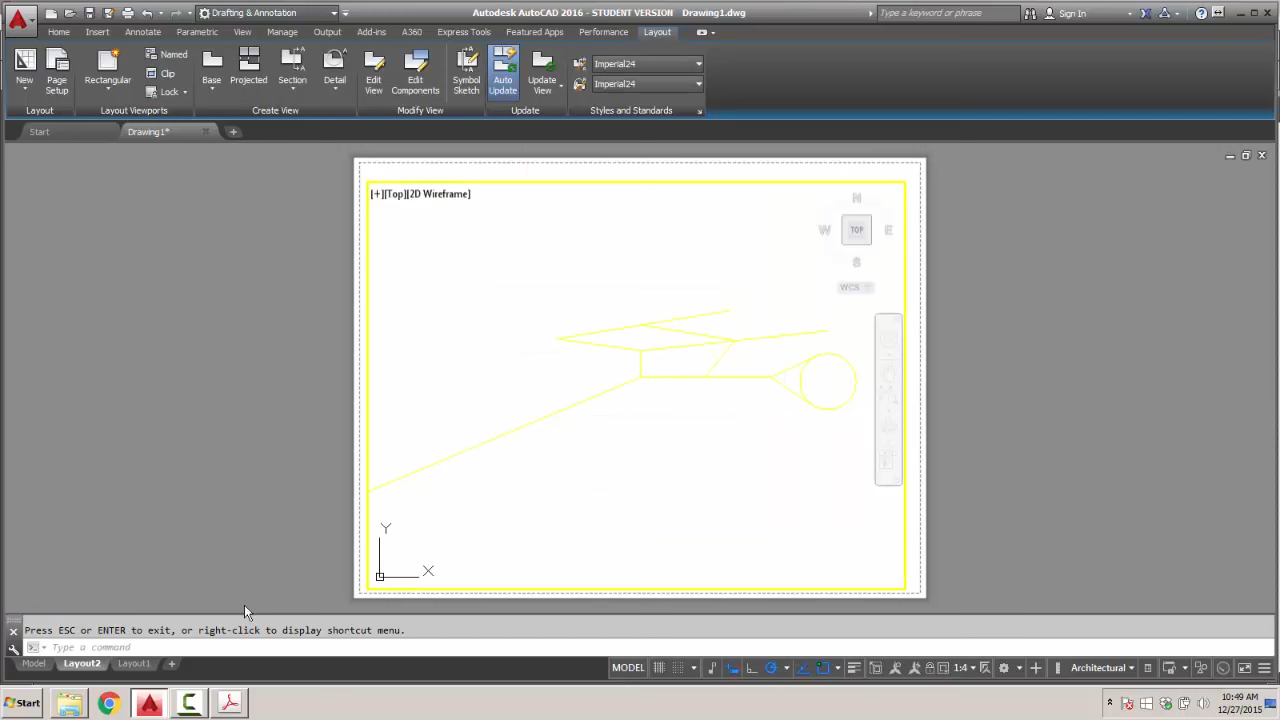 Drafting & Annotation
Autodesk AutoCAD 2016 - STUDENT VERSION Drawing1.dwg
Type a keyword or phrase
Sign In
Home Insert Annotate Parametric View Manage Output Add-ins A360 Express Tools Featured Apps Performance Layout
New
Page Setup
Rectangular
Named
Clip
Lock
Base
Projected
Section
Detail
Edit View
Edit Components
Symbol Sketch
Auto Update
Update View
Imperial24
Imperial24
Layout Layout Viewports Create View Modify View Update Styles and Standards
Start Drawing1*
[+][Top][2D Wireframe]
N
W TOP E
S
WCS
Y
X
Press ESC or ENTER to exit, or right-click to display shortcut menu.
Type a command
Model Layout2 Layout1
MODEL 1:4 Architectural
Start
10:49 AM
12/27/2015